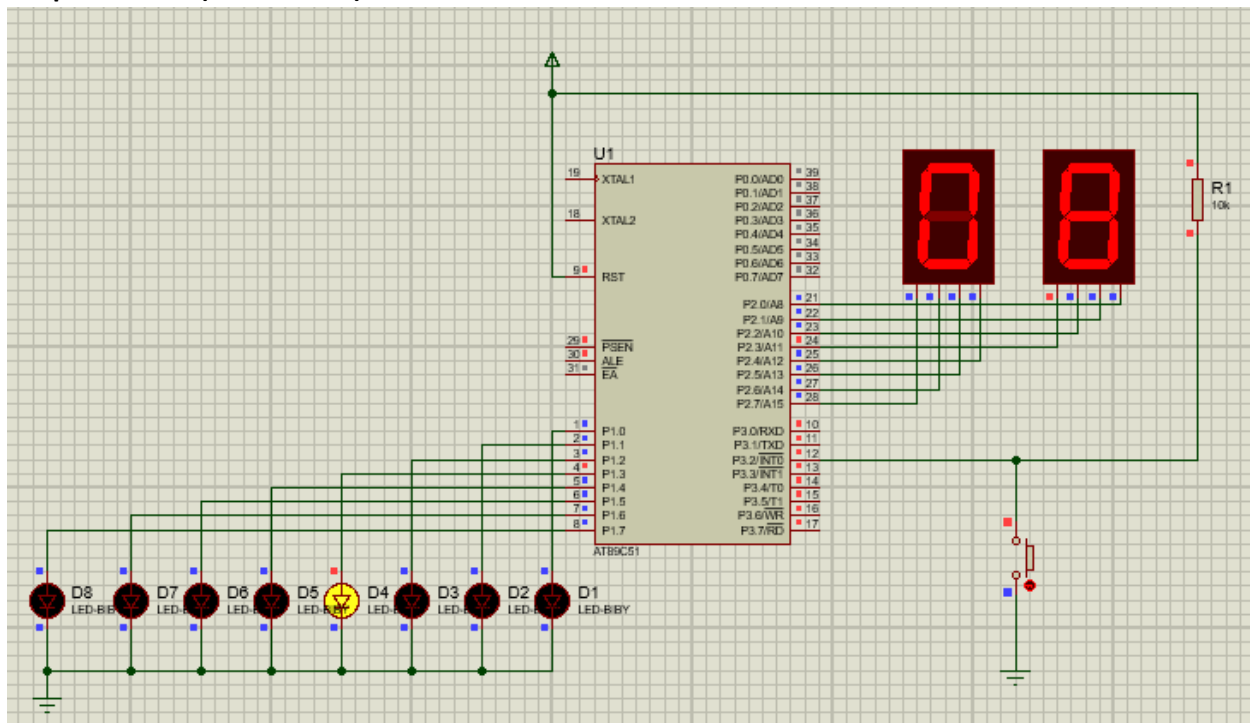 U1
19
XTAL1
18
XTAL2
9
RST
29
PSEN
30
ALE
31
EA
1
P1.0
2
P1.1
3
P1.2
4
P1.3
5
P1.4
6
P1.5
7
P1.6
8
P1.7
P0.0/AD0
39
P0.1/AD1
38
P0.2/AD2
37
P0.3/AD3
36
P0.4/AD4
35
P0.5/AD5
34
P0.6/AD6
33
P0.7/AD7
32
P2.0/A8
21
P2.1/A9
22
P2.2/A10
23
P2.3/A11
24
P2.4/A12
25
P2.5/A13
26
P2.6/A14
27
P2.7/A15
28
P3.0/RXD
10
P3.1/TXD
11
P3.2/INT0
12
P3.3/INT1
13
P3.4/T0
14
P3.5/T1
15
P3.6/WR
16
P3.7/RD
17
AT89C51
08
R1
10k
D8
D7
D6
D5
D4
D3
D2
D1
LED-BIBY